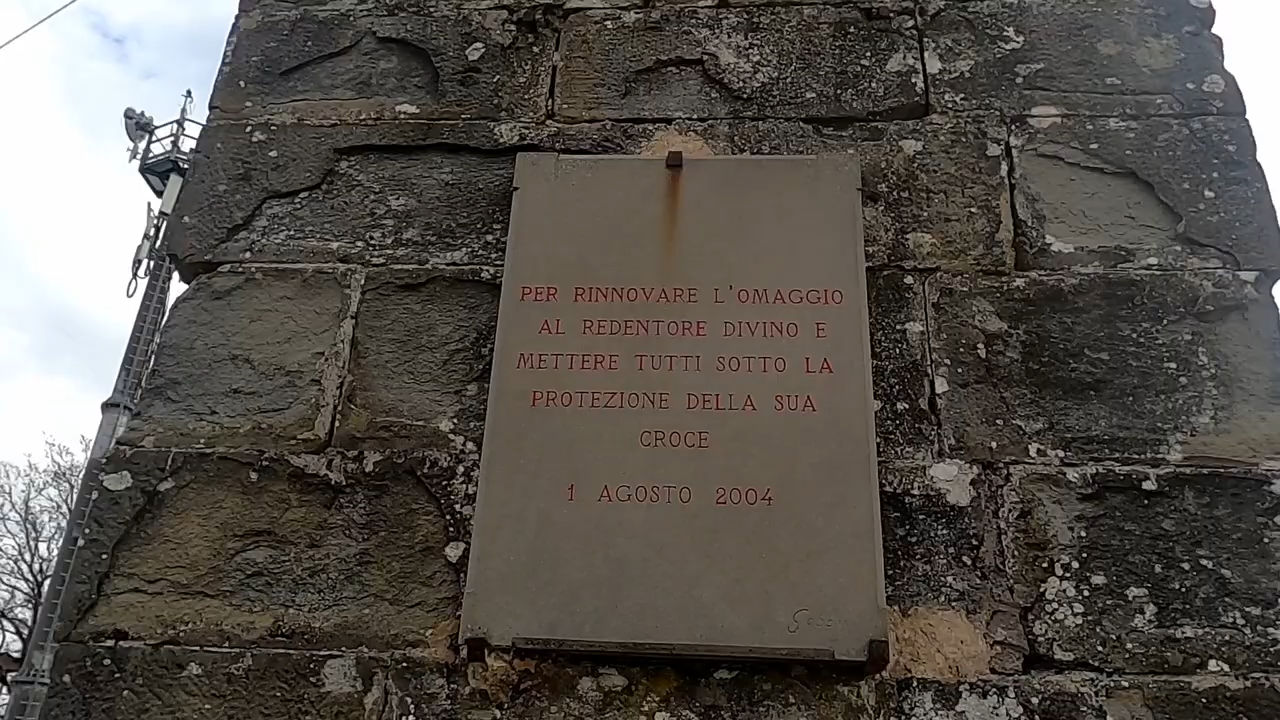 PER RINNOVARE L'OMAGGIO
AL REDENTORE DIVINO E
METTERE TUTTI SOTTO LA
PROTEZIONE DELLA SUA
CROCE
1 AGOSTO 2004